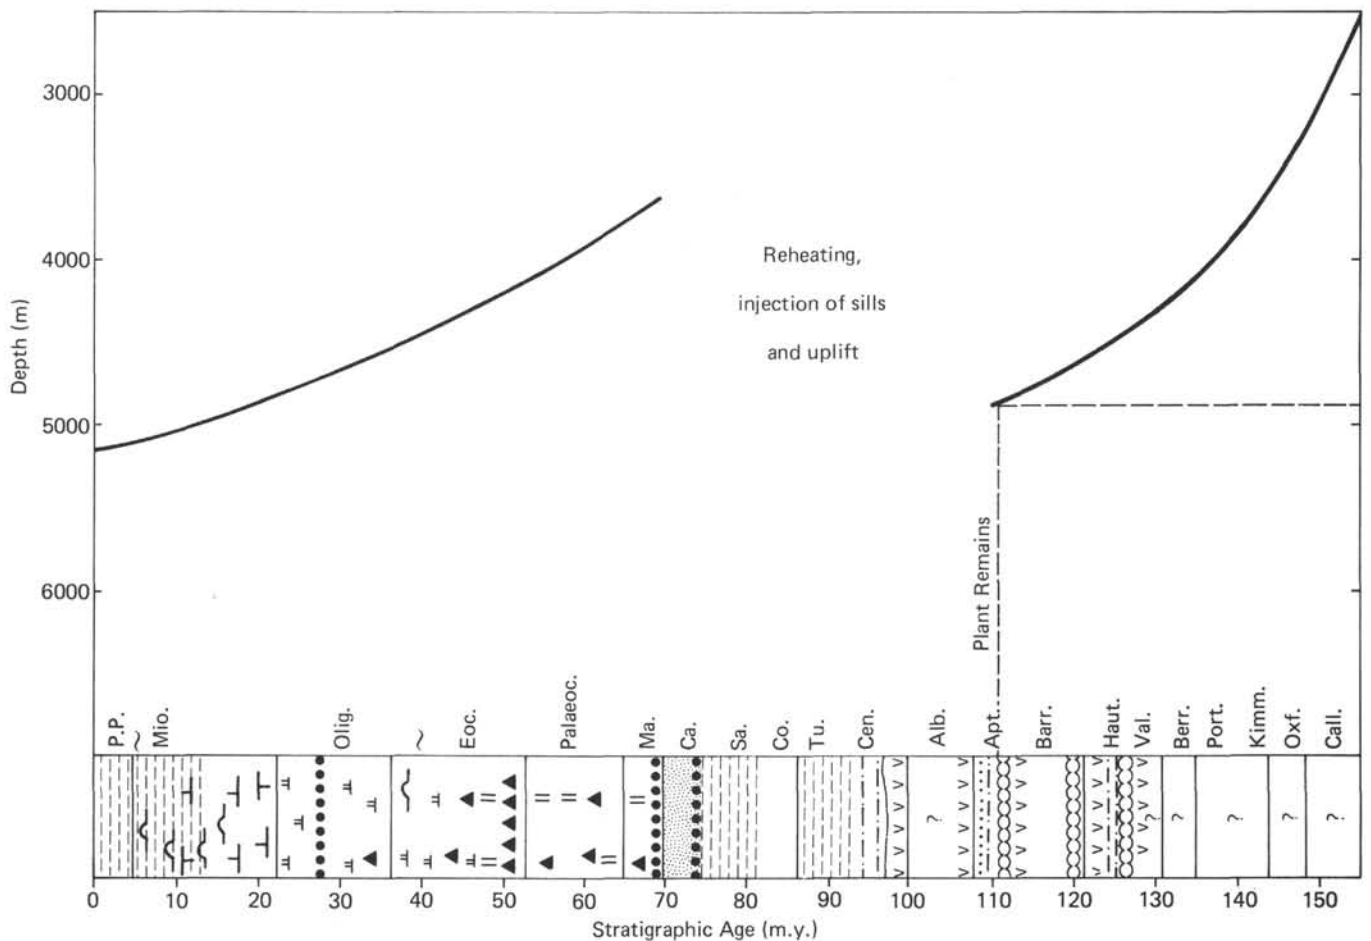 3000
4000
5000
6000
Depth (m)
Reheating,
injection of sills
and uplift
Plant Remains
P.P.
~
Mio.
Olig.
~
Eoc.
Palaeoc.
Ma.
Ca.
Sa.
Co.
Tu.
Cen.
Alb.
Apt.
Barr.
Haut.
Val.
Berr.
Port.
Kimm.
Oxf.
Call.
? ? ? ? ? ?
0 10 20 30 40 50 60 70 80 90 100 110 120 130 140 150
Stratigraphic Age (m.y.)